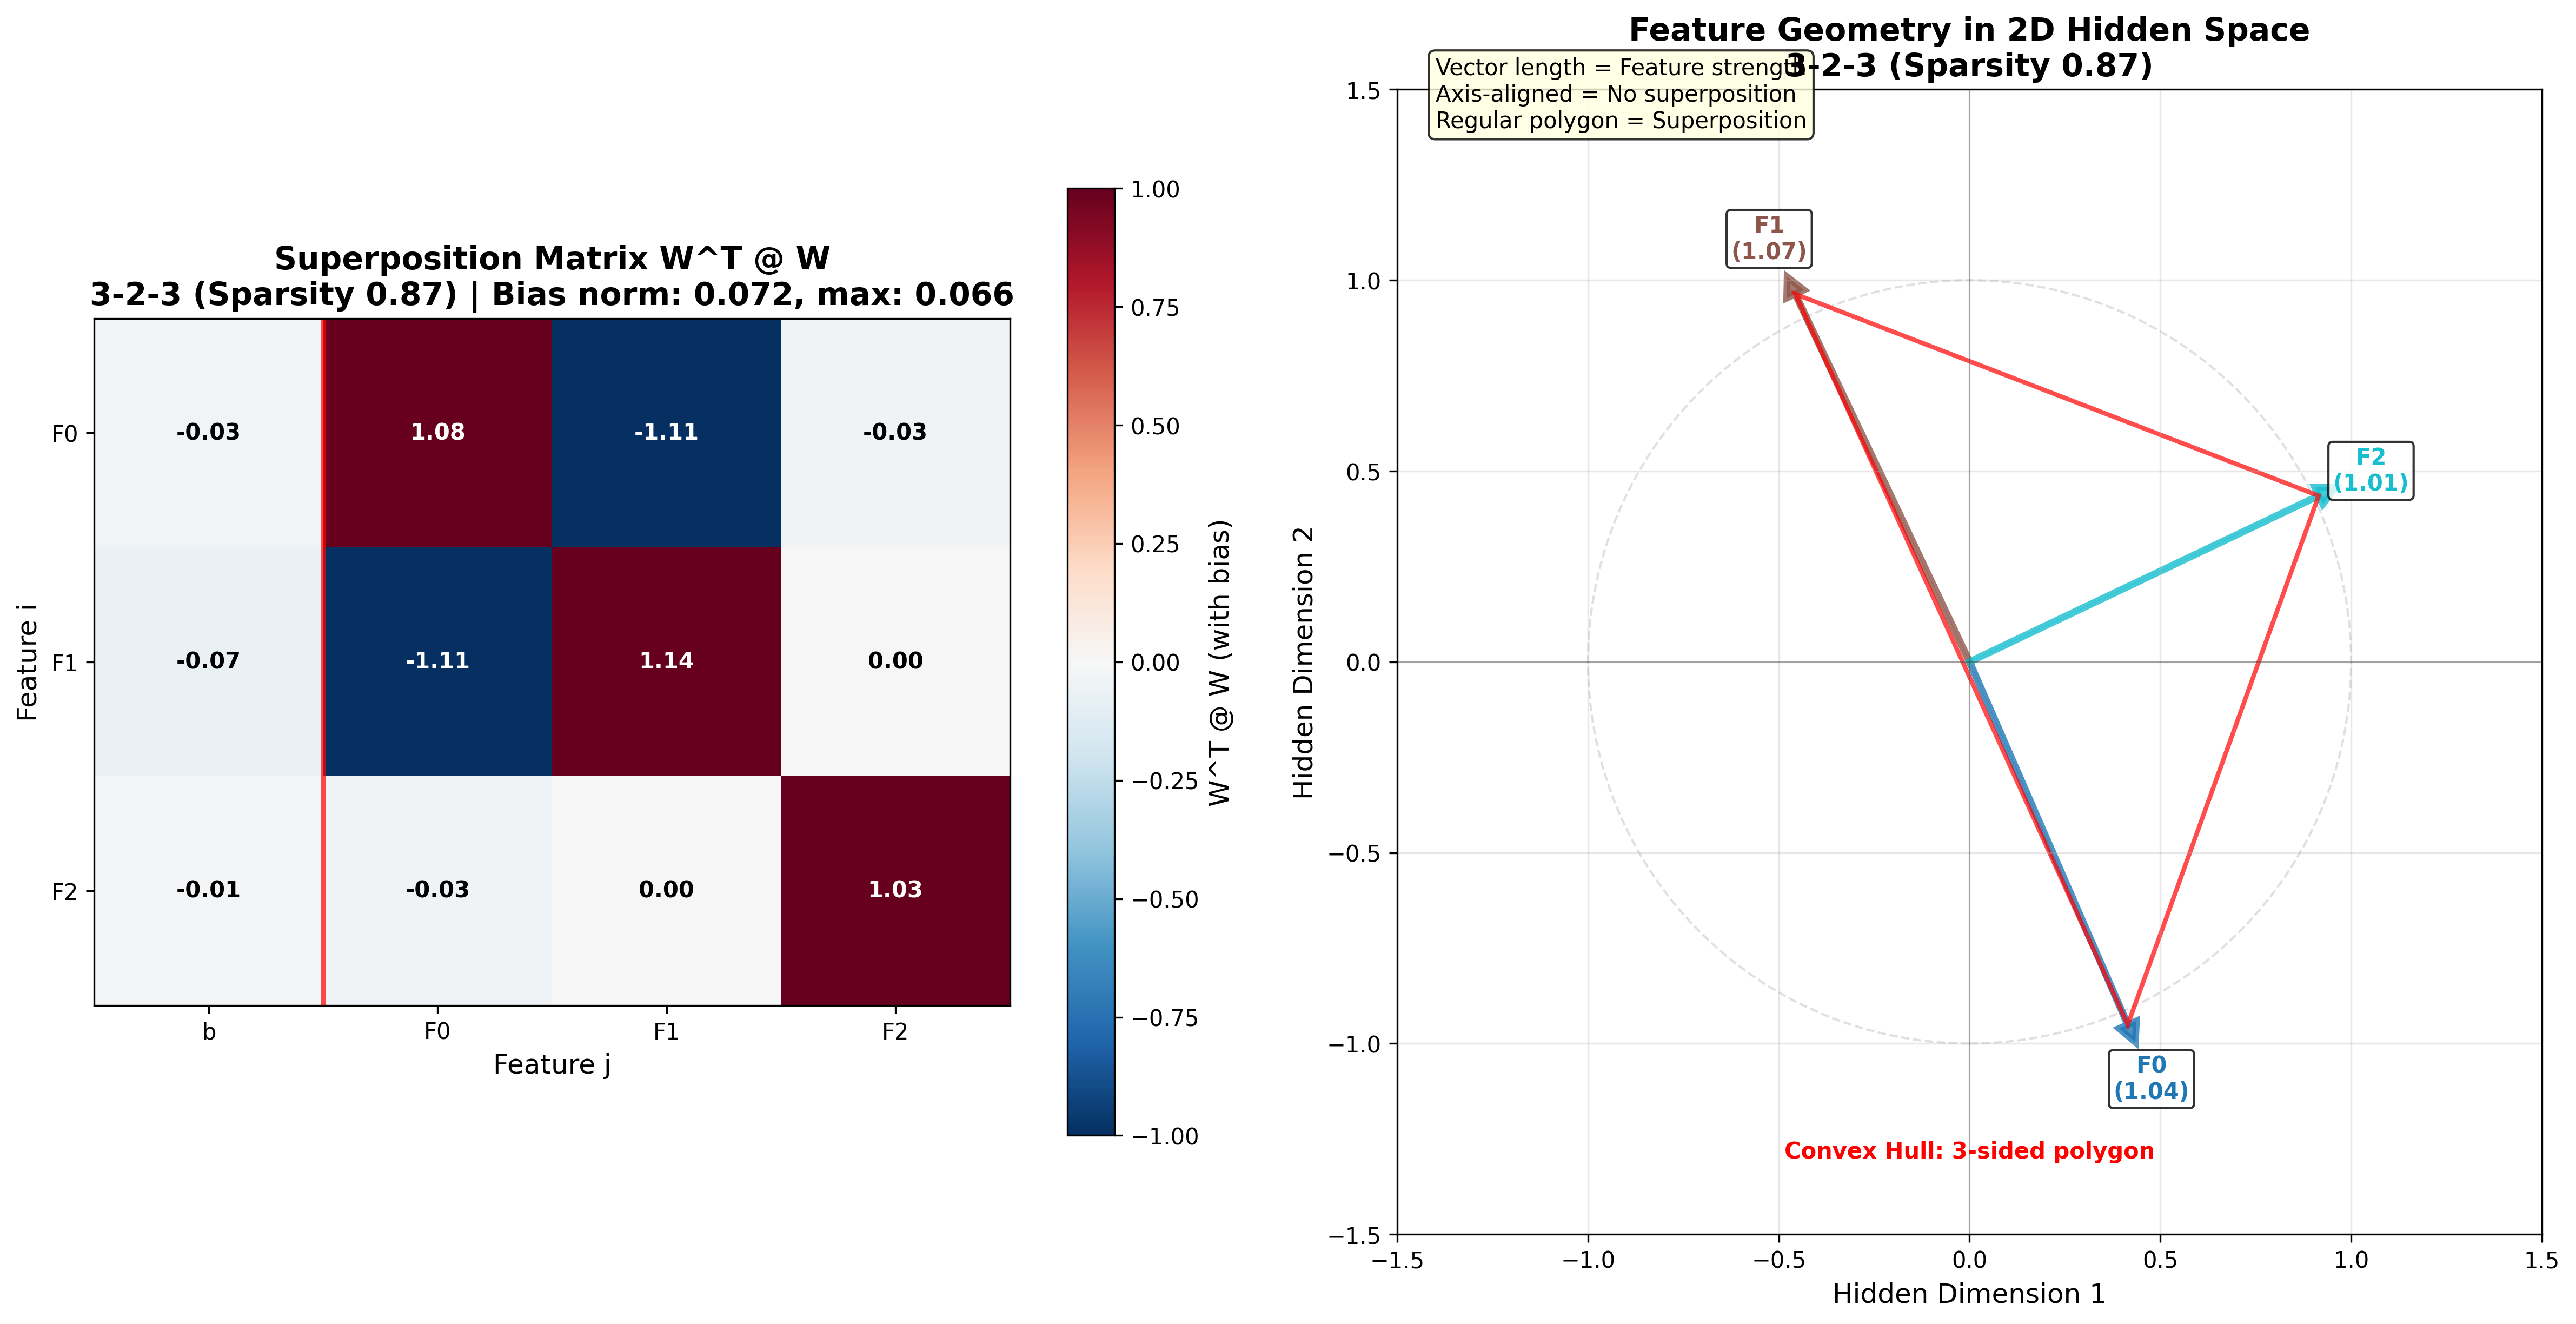 Superposition Matrix W^T @ W
3-2-3 (Sparsity 0.87) | Bias norm: 0.072, max: 0.066
Feature i
F0
F1
F2
-0.03
1.08
-1.11
-0.03
-0.07
-1.11
1.14
0.00
-0.01
-0.03
0.00
1.03
b
F0
F1
F2
Feature j
1.00
0.75
0.50
0.25
0.00
−0.25
−0.50
−0.75
−1.00
W^T @ W (with bias)
Feature Geometry in 2D Hidden Space
3-2-3 (Sparsity 0.87)
Vector length = Feature strength
Axis-aligned = No superposition
Regular polygon = Superposition
Hidden Dimension 2
1.5
1.0
0.5
0.0
−0.5
−1.0
−1.5
F1
(1.07)
F2
(1.01)
F0
(1.04)
Convex Hull: 3-sided polygon
−1.5
−1.0
−0.5
0.0
0.5
1.0
1.5
Hidden Dimension 1